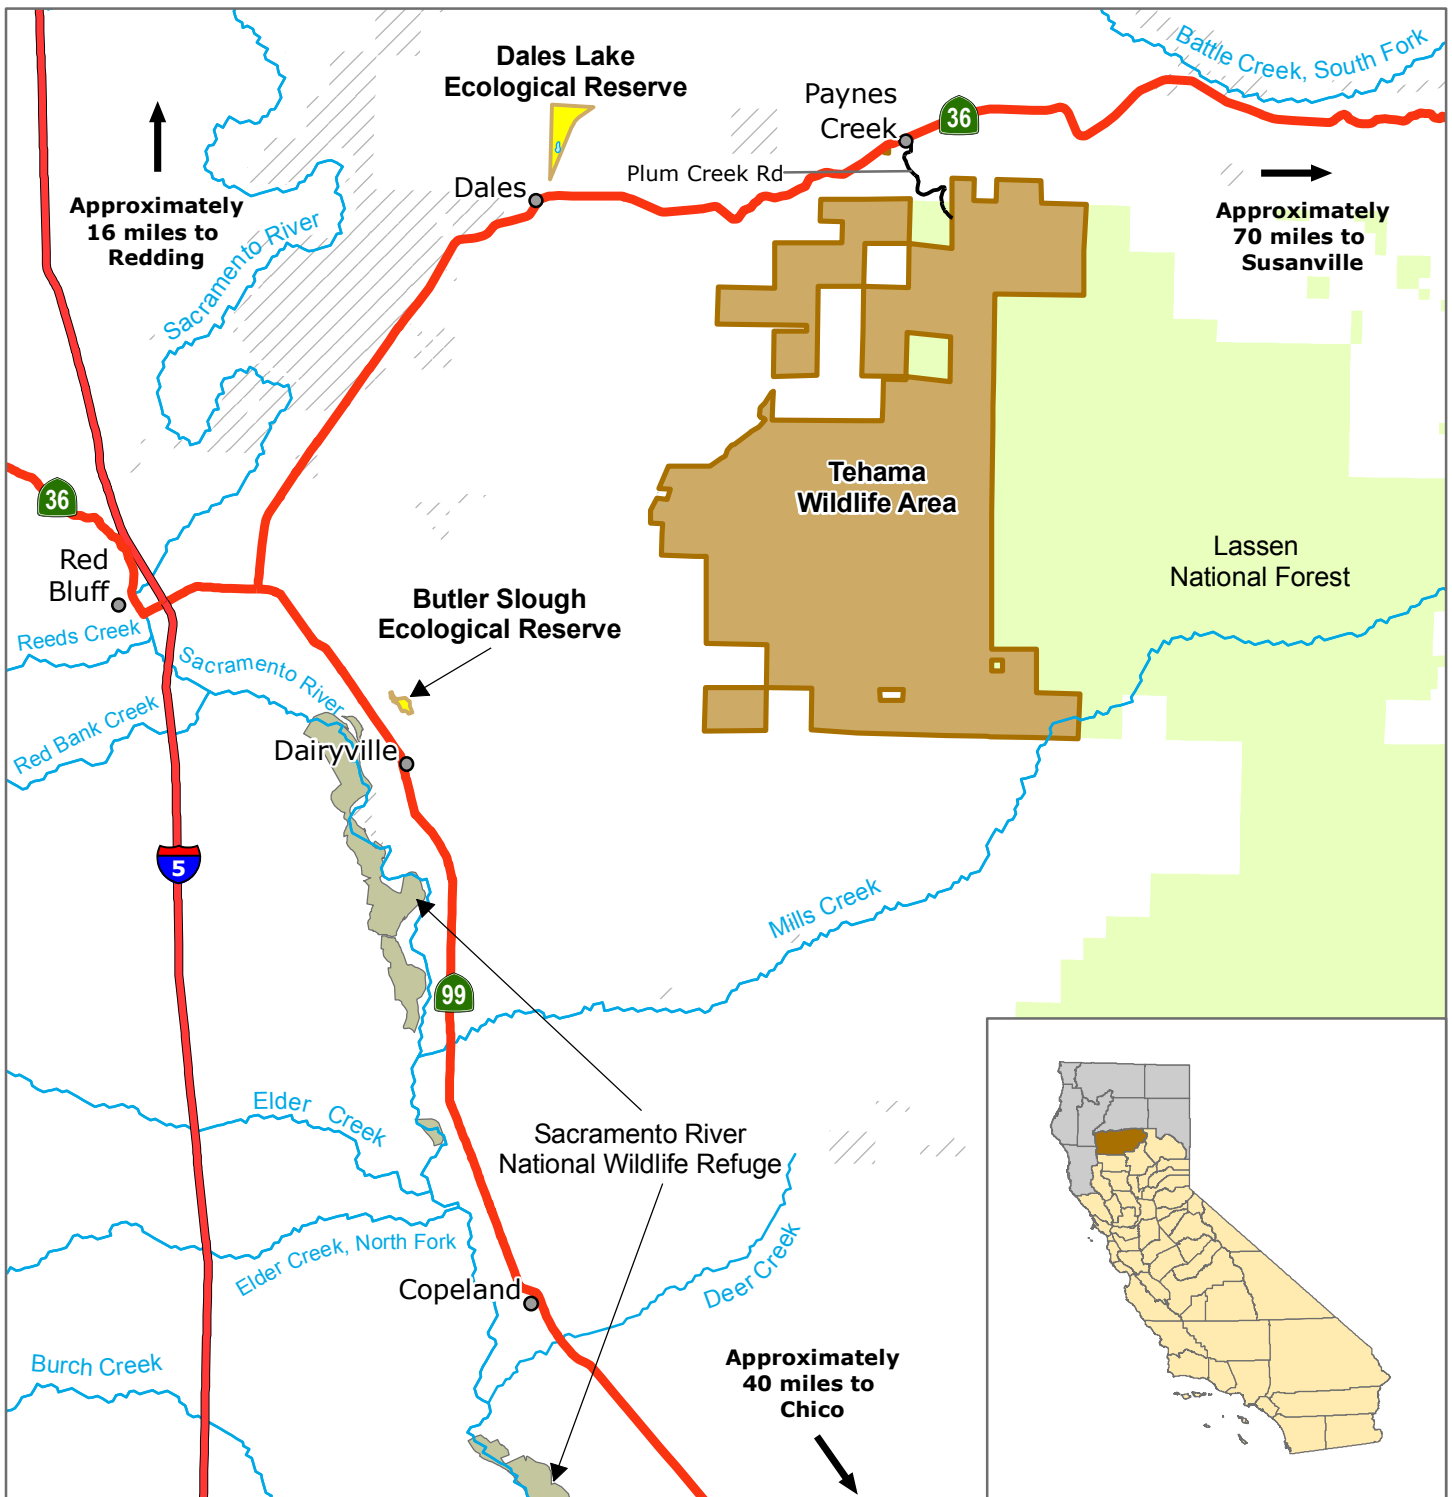 Battle Creek, South Fork
Dales Lake
Ecological Reserve
Paynes
Creek
36
Plum Creek Rd
Dales
Approximately
16 miles to
Redding
Sacramento River
Approximately
70 miles to
Susanville
Tehama
Wildlife Area
36
Red
Bluff
Lassen
National Forest
Butler Slough
Ecological Reserve
Reeds Creek
Sacramento River
Red Bank Creek
Dairyville
5
Mills Creek
99
Elder Creek
Sacramento River
National Wildlife Refuge
Elder Creek, North Fork
Deer Creek
Copeland
Burch Creek
Approximately
40 miles to
Chico